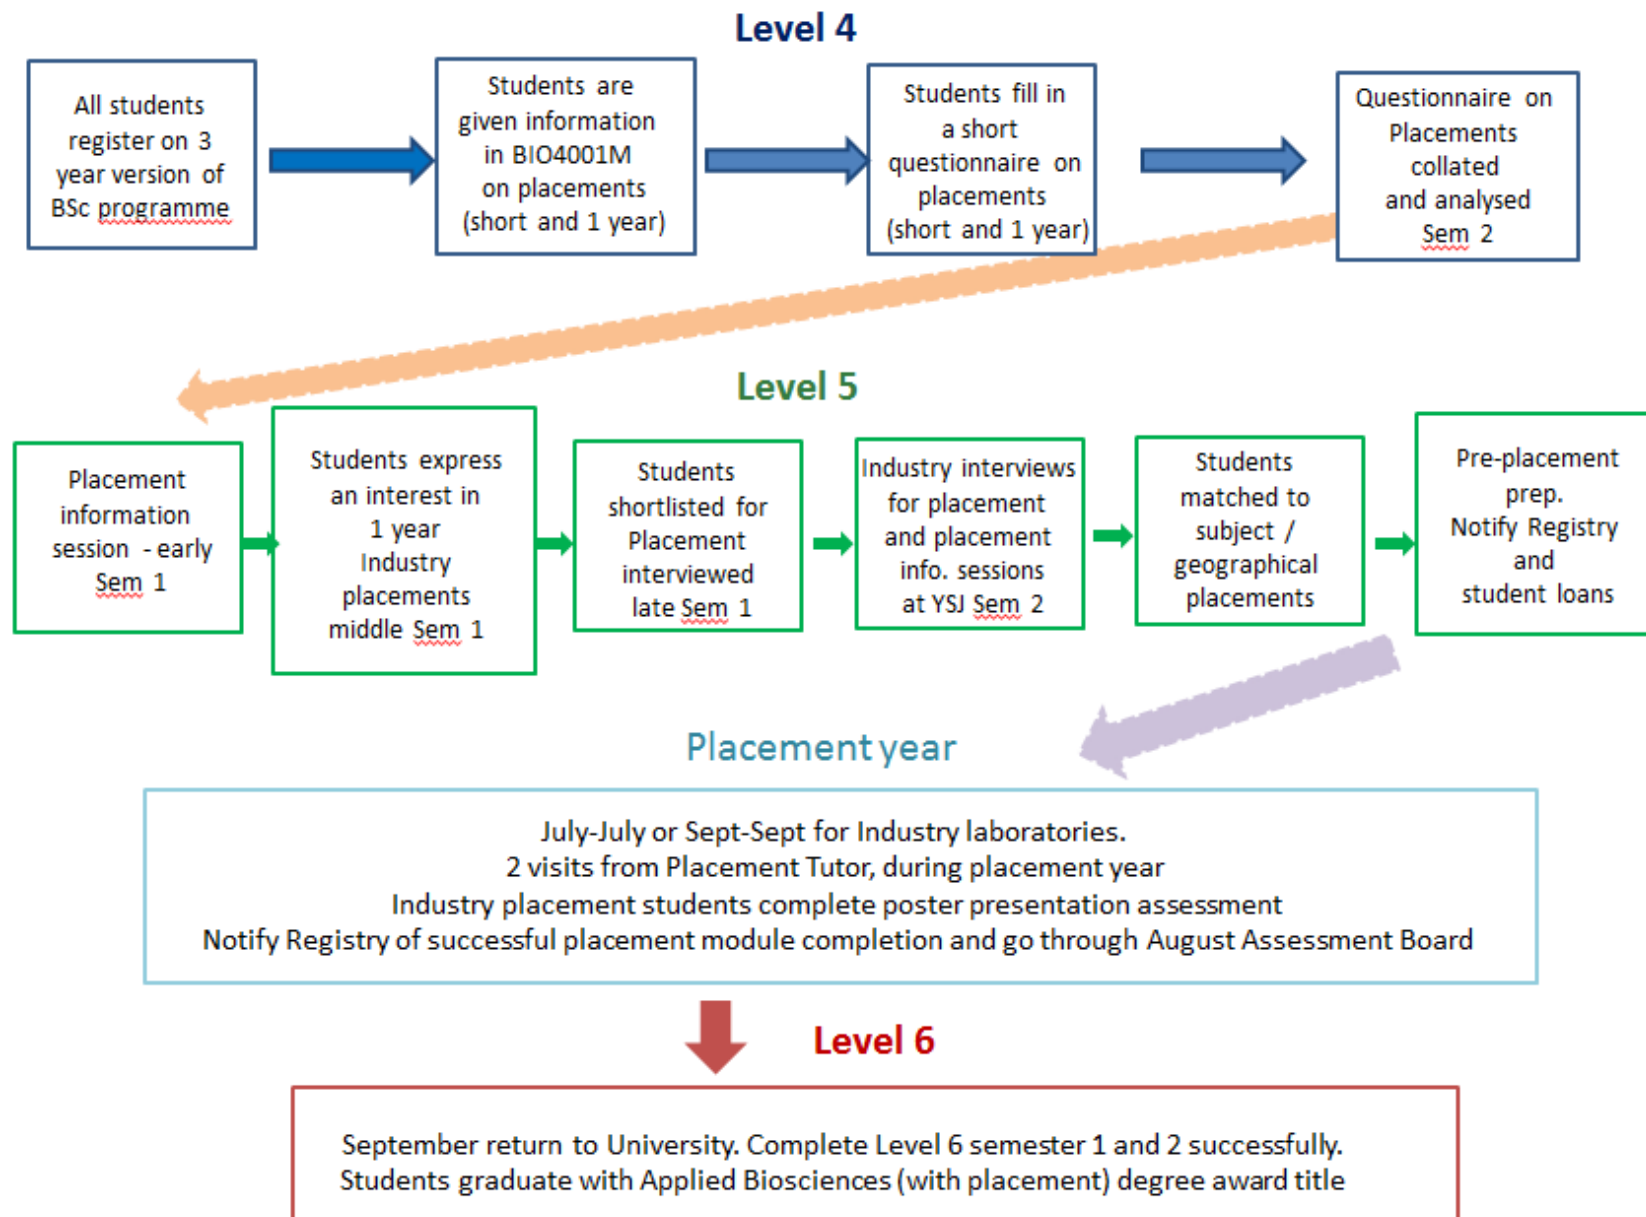 Level 4
All students
register on 3
year version of
BSc programme
Students are
given information
in BIO4001M
on placements
(short and 1 year)
Students fill in
a short
questionnaire on
placements
(short and 1 year)
Questionnaire on
Placements
collated
and analysed
Sem 2
Level 5
Placement
information
session - early
Sem 1
Students express
an interest in
1 year
Industry
placements
middle Sem 1
Students
shortlisted for
Placement
interviewed
late Sem 1
Industry interviews
for placement
and placement
info. sessions
at YSJ Sem 2
Students
matched to
subject /
geographical
placements
Pre-placement
prep.
Notify Registry
and
student loans
Placement year
July-July or Sept-Sept for Industry laboratories.
2 visits from Placement Tutor, during placement year
Industry placement students complete poster presentation assessment
Notify Registry of successful placement module completion and go through August Assessment Board
Level 6
September return to University. Complete Level 6 semester 1 and 2 successfully.
Students graduate with Applied Biosciences (with placement) degree award title